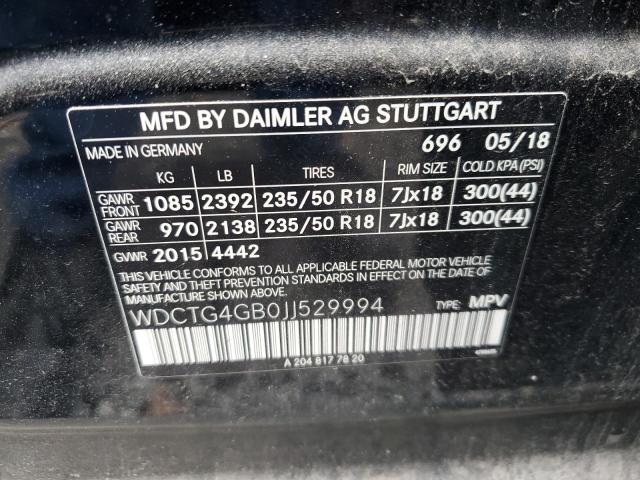 MFD BY DAIMLER AG STUTTGART
MADE IN GERMANY 696 05/18
KG LB TIRES RIM SIZE COLD KPA(PSI)
GAWR FRONT 1085 2392 235/50 R18 7Jx18 300(44)
GAWR REAR 970 2138 235/50 R18 7Jx18 300(44)
GVWR 2015 4442
THIS VEHICLE CONFORMS TO ALL APPLICABLE FEDERAL MOTOR VEHICLE
SAFETY AND THEFT PREVENTION STANDARDS IN EFFECT ON THE DATE OF
MANUFACTURE SHOWN ABOVE.
WDCTG4GB0JJ529994 TYPE: MPV
A 204 817 78 20